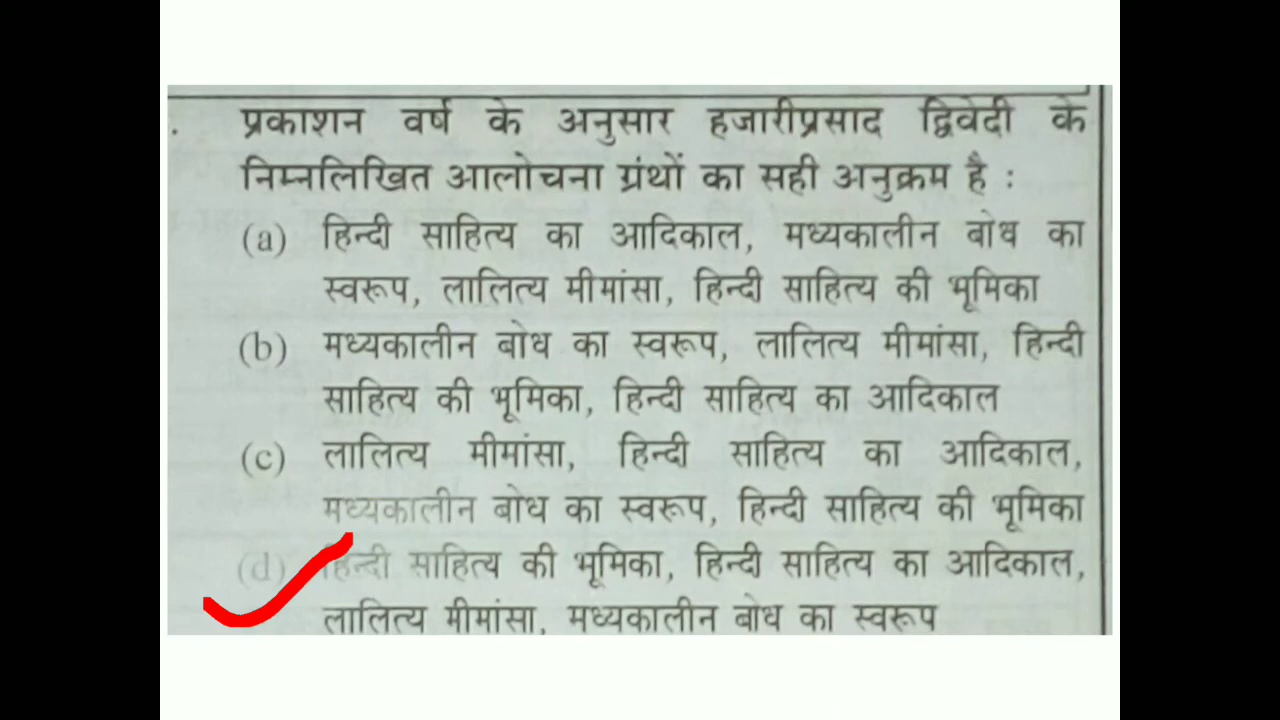 . प्रकाशन वर्ष के अनुसार हजारीप्रसाद द्विवेदी के
निम्नलिखित आलोचना ग्रंथों का सही अनुक्रम है :
(a) हिन्दी साहित्य का आदिकाल, मध्यकालीन बोध का
स्वरूप, लालित्य मीमांसा, हिन्दी साहित्य की भूमिका
(b) मध्यकालीन बोध का स्वरूप, लालित्य मीमांसा, हिन्दी
साहित्य की भूमिका, हिन्दी साहित्य का आदिकाल
(c) लालित्य मीमांसा, हिन्दी साहित्य का आदिकाल,
मध्यकालीन बोध का स्वरूप, हिन्दी साहित्य की भूमिका
(d) हिन्दी साहित्य की भूमिका, हिन्दी साहित्य का आदिकाल,
लालित्य मीमांसा, मध्यकालीन बोध का स्वरूप